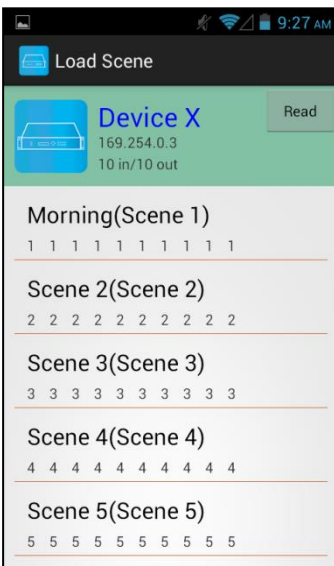 9:27 AM
Load Scene
Device X
Read
169.254.0.3
10 in/10 out
Morning(Scene 1)
1 1 1 1 1 1 1 1 1 1
Scene 2(Scene 2)
2 2 2 2 2 2 2 2 2 2
Scene 3(Scene 3)
3 3 3 3 3 3 3 3 3 3
Scene 4(Scene 4)
4 4 4 4 4 4 4 4 4 4
Scene 5(Scene 5)
5 5 5 5 5 5 5 5 5 5